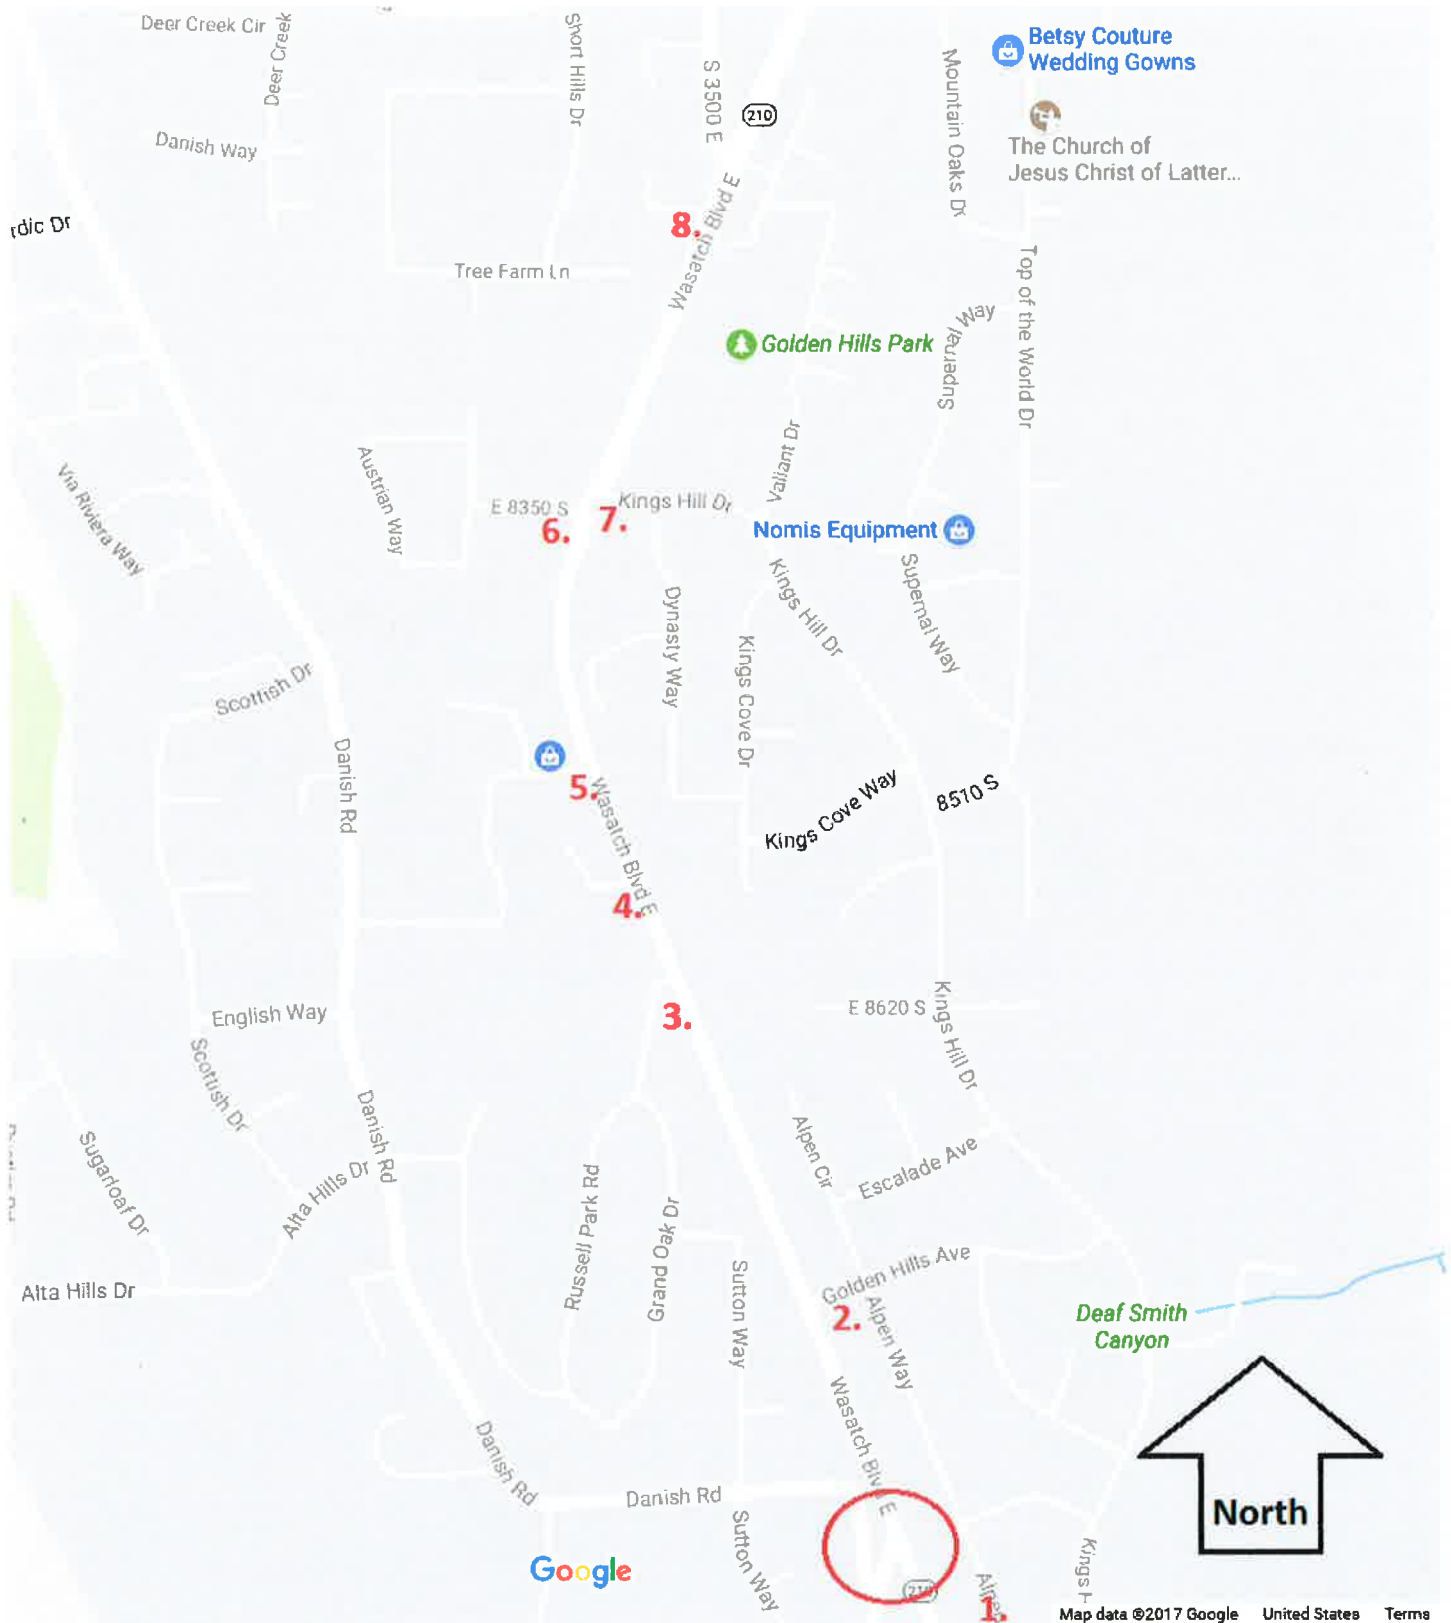 Deer Creek Cir
Deer Creek
Short Hills Dr
S 3500 E
210
Mountain Oaks Dr
Betsy Couture
Wedding Gowns
The Church of
Jesus Christ of Latter...
Danish Way
rdic Dr
8.
Wasatch Blvd E
Tree Farm Ln
Top of the World Dr
Supernal Way
Golden Hills Park
Via Riviera Way
Austrian Way
Valiant Dr
E 8350 S
6.
7.
Kings Hill Dr
Nomis Equipment
Kings Hill Dr
Supernal Way
Dynasty Way
Kings Cove Dr
Scottish Dr
Danish Rd
5.
Wasatch Blvd E
Kings Cove Way
8510 S
4.
3.
E 8620 S
Kings Hill Dr
English Way
Scottish Dr
Danish Rd
Sugarloaf Dr
Alta Hills Dr
Alpen Cir
Escalade Ave
Russell Park Rd
Grand Oak Dr
Sutton Way
Golden Hills Ave
Alta Hills Dr
2.
Alpen Way
Deaf Smith
Canyon
Wasatch Blvd E
Danish Rd
Danish Rd
North
Sutton Way
Google
210
Kings H
1.
Map data ©2017 Google United States Terms